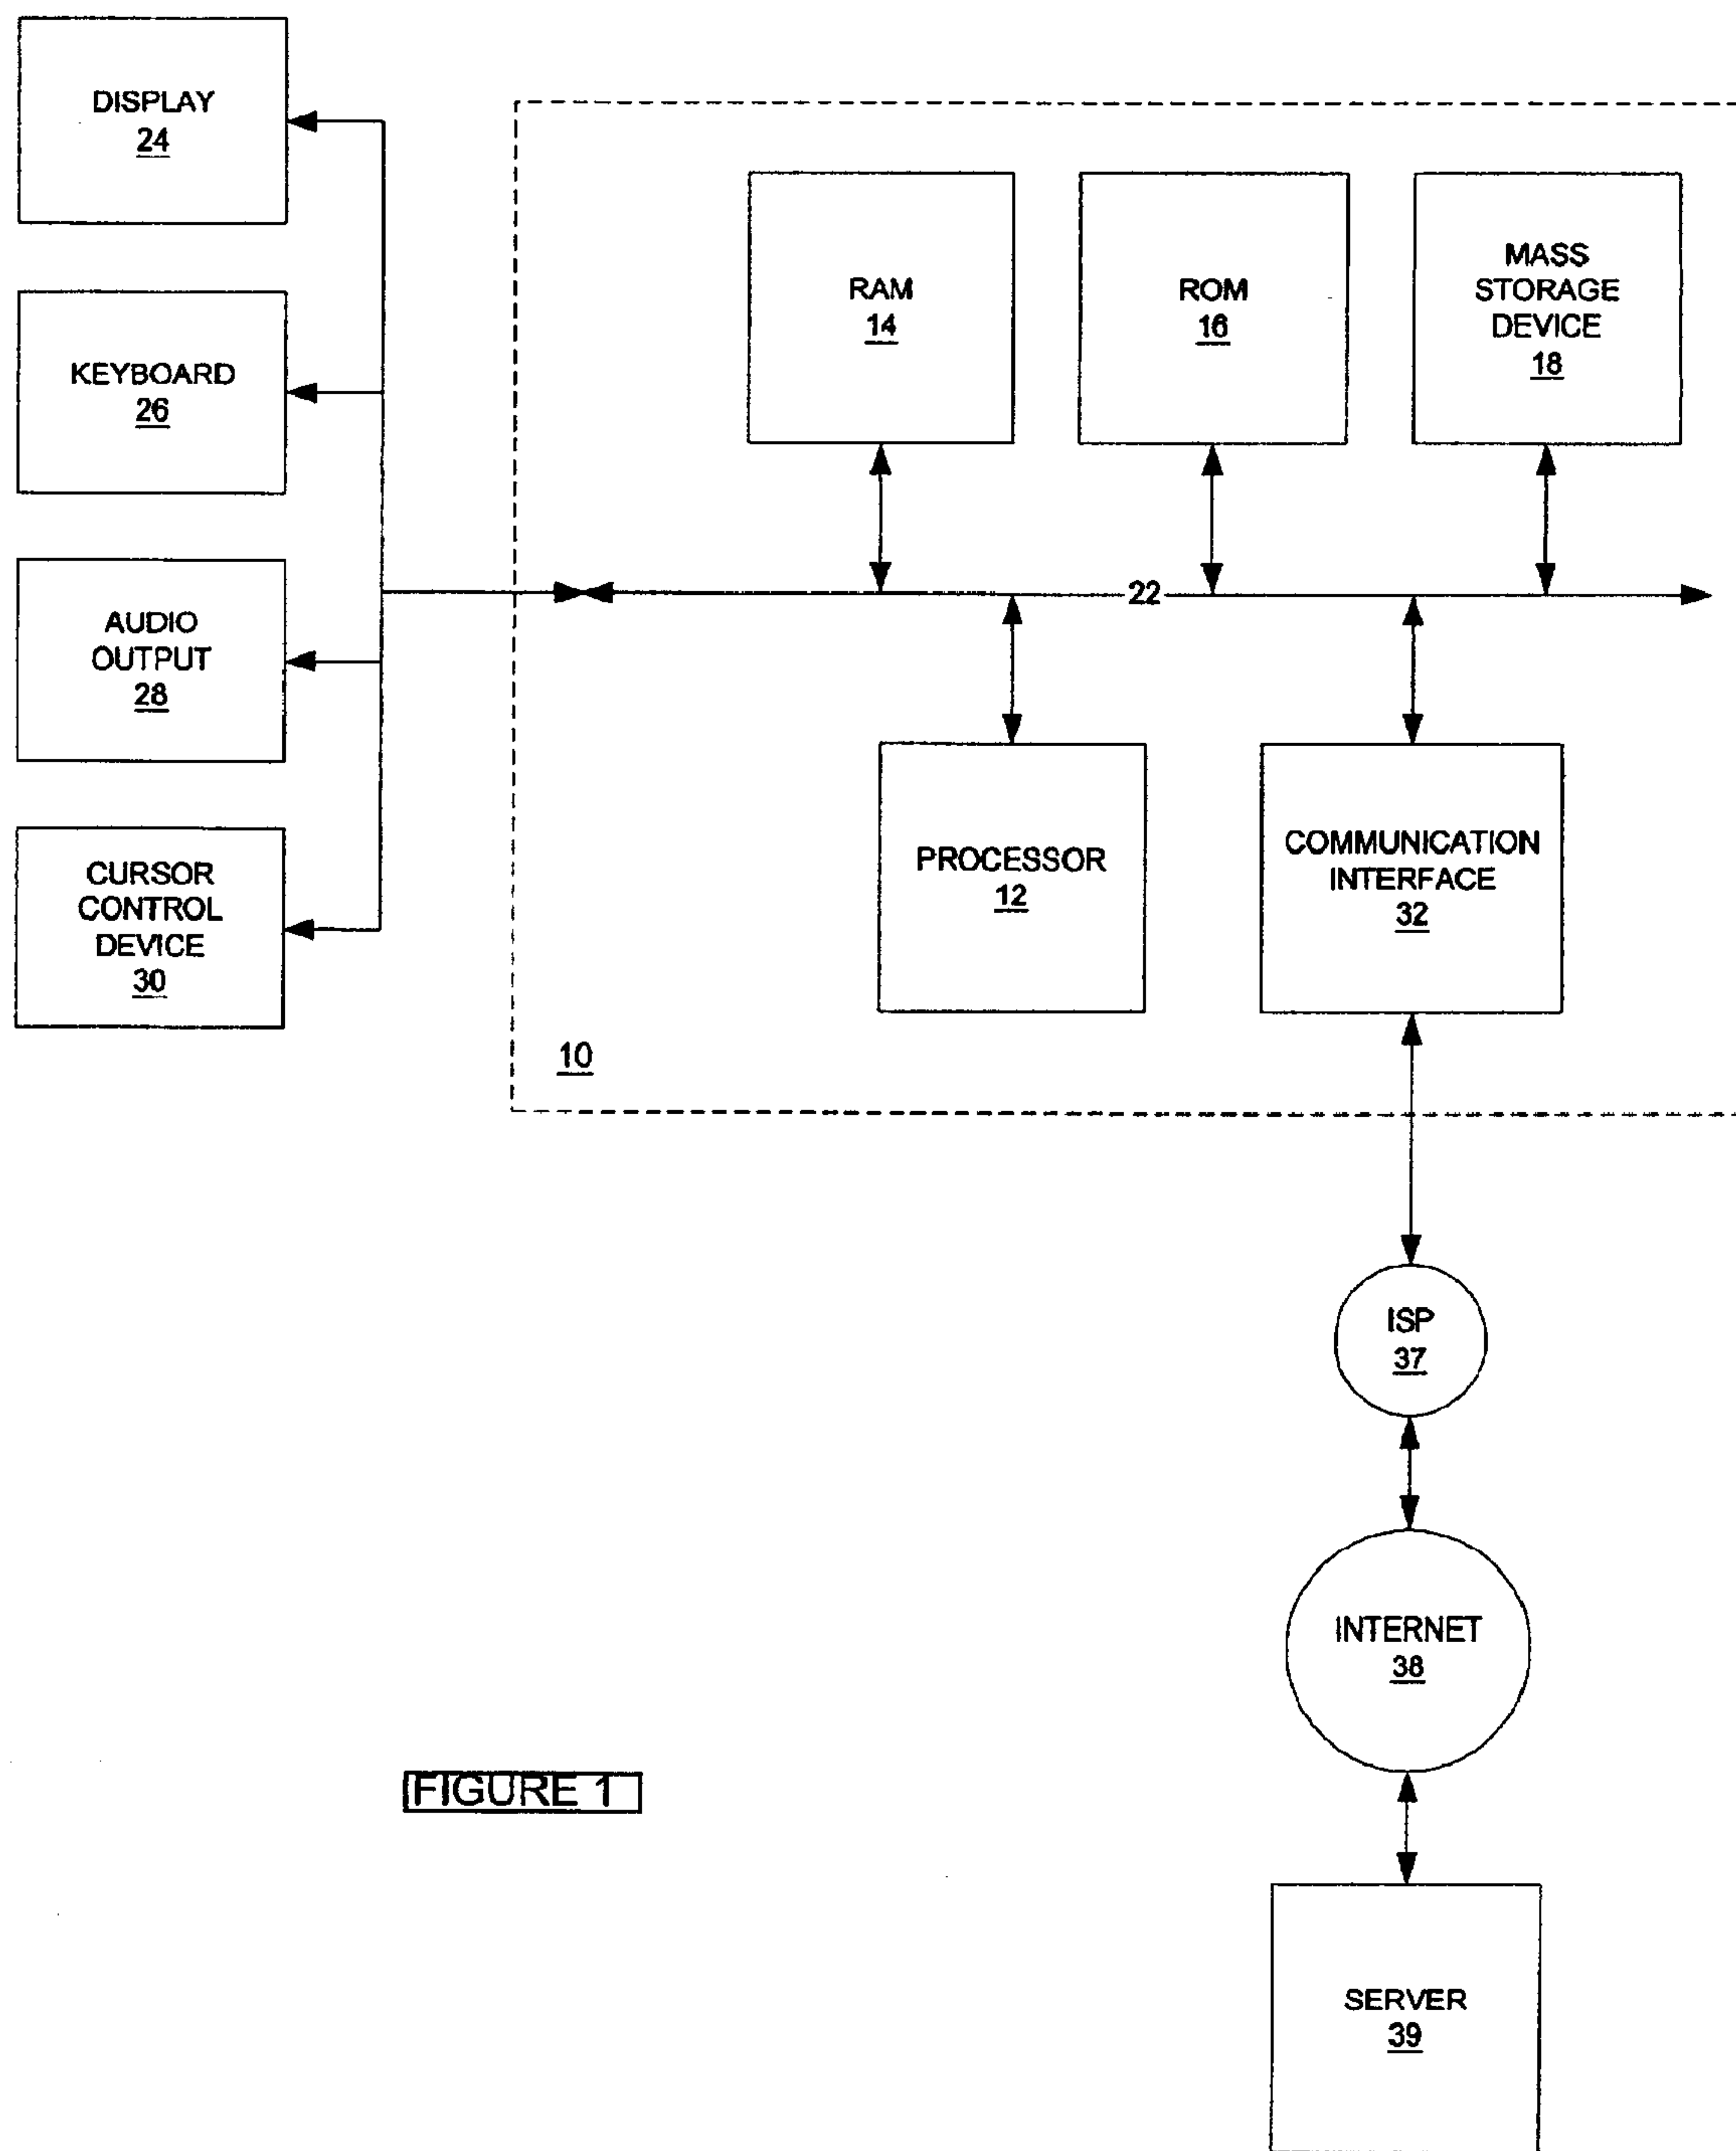 DISPLAY
24
KEYBOARD
26
AUDIO
OUTPUT
28
CURSOR
CONTROL
DEVICE
30
RAM
14
ROM
16
MASS
STORAGE
DEVICE
18
22
PROCESSOR
12
COMMUNICATION
INTERFACE
32
10
ISP
37
INTERNET
38
SERVER
39
FIGURE 1